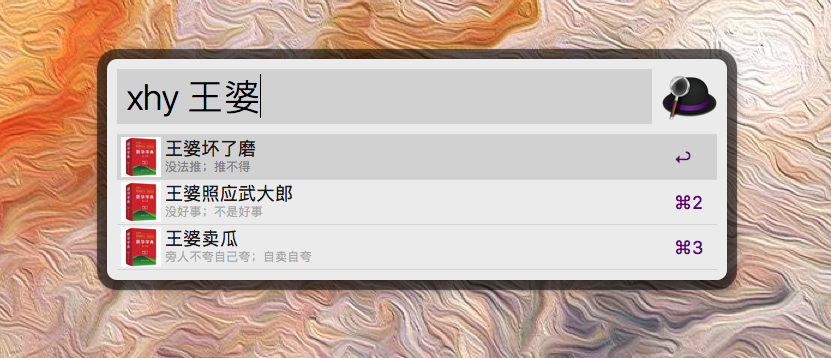 xhy 王婆
王婆坏了磨
没法推；推不得
↩
王婆照应武大郎
没好事；不是好事
⌘2
王婆卖瓜
旁人不夸自己夸；自卖自夸
⌘3